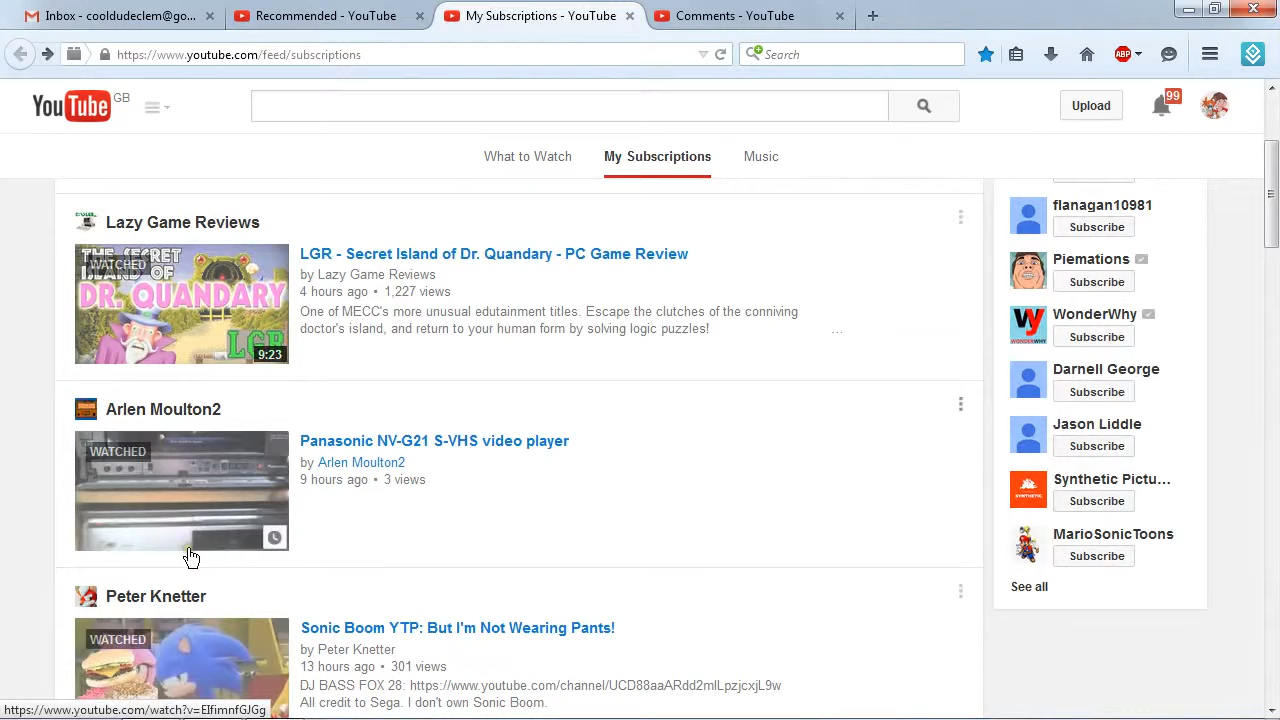 Inbox - cooldudeclem@g...
Recommended - YouTube
My Subscriptions - YouTube
Comments - YouTube
https://www.youtube.com/feed/subscriptions
Search
ABP
YouTube GB
Upload
99
What to Watch
My Subscriptions
Music
Lazy Game Reviews
WATCHED
THE SECRET
ISLAND OF
DR. QUANDARY
LGR
9:23
LGR - Secret Island of Dr. Quandary - PC Game Review
by Lazy Game Reviews
4 hours ago • 1,227 views
One of MECC's more unusual edutainment titles. Escape the clutches of the conniving
island, and return to your human form by solving logic puzzles! ...
Arlen Moulton2
WATCHED
Panasonic NV-G21 S-VHS video player
by Arlen Moulton2
9 hours ago • 3 views
Peter Knetter
WATCHED
Sonic Boom YTP: But I'm Not Wearing Pants!
by Peter Knetter
13 hours ago • 301 views
DJ BASS FOX 28: https://www.youtube.com/channel/UCD88aaARdd2mlLpzjcxjL9w
All credit to Sega. I don't own Sonic Boom.
flanagan10981
Subscribe
Piemations
Subscribe
WonderWhy
WONDERWHY
Subscribe
Darnell George
Subscribe
Jason Liddle
Subscribe
Synthetic Pictu...
SYNTHETIC
Subscribe
MarioSonicToons
Subscribe
See all
https://www.youtube.com/watch?v=EIfimnfGJGg